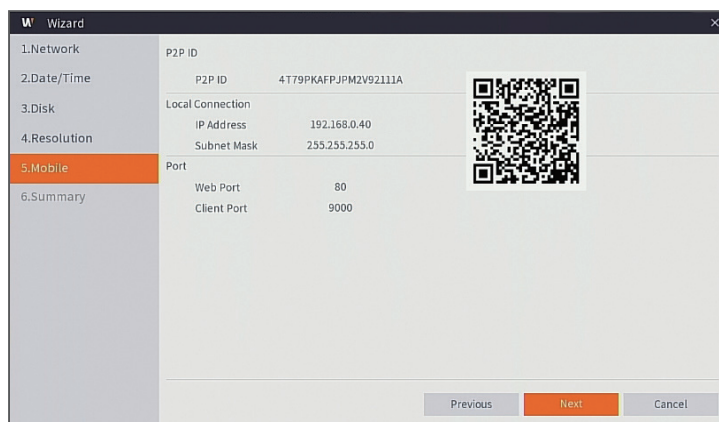 W Wizard ×
1.Network
2.Date/Time
3.Disk
4.Resolution
5.Mobile
6.Summary
P2P ID
P2P ID 4T79PKAFPJPM2V92111A
Local Connection
IP Address 192.168.0.40
Subnet Mask 255.255.255.0
Port
Web Port 80
Client Port 9000
Previous Next Cancel